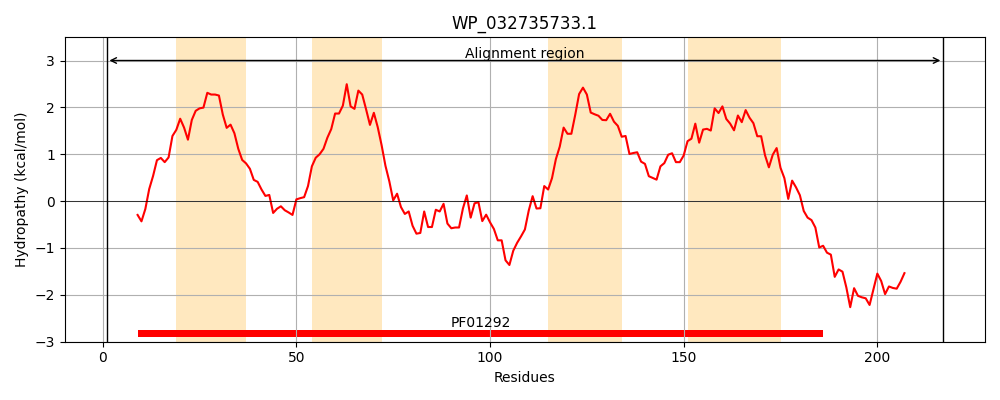 WP_032735733.1
Alignment region
3
2
1
0
−1
−2
−3
Hydropathy (kcal/mol)
PF01292
0
50
100
150
200
Residues